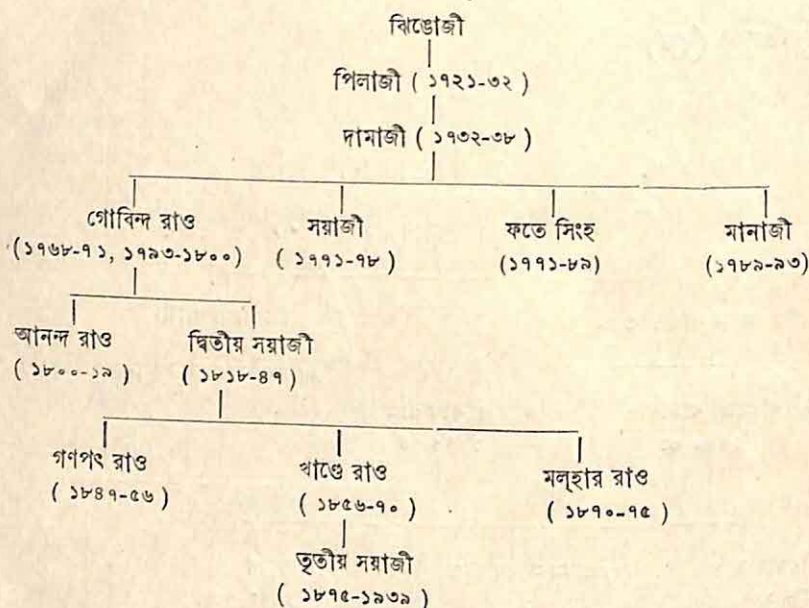 ঝিঙোজী
পিলাজী ( ১৭২১-৩২ )
দামাজী ( ১৭৩২-৩৮ )
গোবিন্দ রাও সয়াজী ফতে সিংহ মানাজী
(১৭৬৮-৭১, ১৭৯৩-১৮০০) ( ১৭৭১-৭৮ ) (১৭৭১-৮৯) (১৭৮৯-৯৩)
আনন্দ রাও দ্বিতীয় সয়াজী
( ১৮০০-১৯ ) ( ১৮১৮-৪৭ )
গণপৎ রাও খাণ্ডে রাও মল্‌হার রাও
( ১৮৪৭-৫৬ ) ( ১৮৫৬-৭০ ) ( ১৮৭০-৭৫ )
তৃতীয় সয়াজী
( ১৮৭৫-১৯৩৯ )